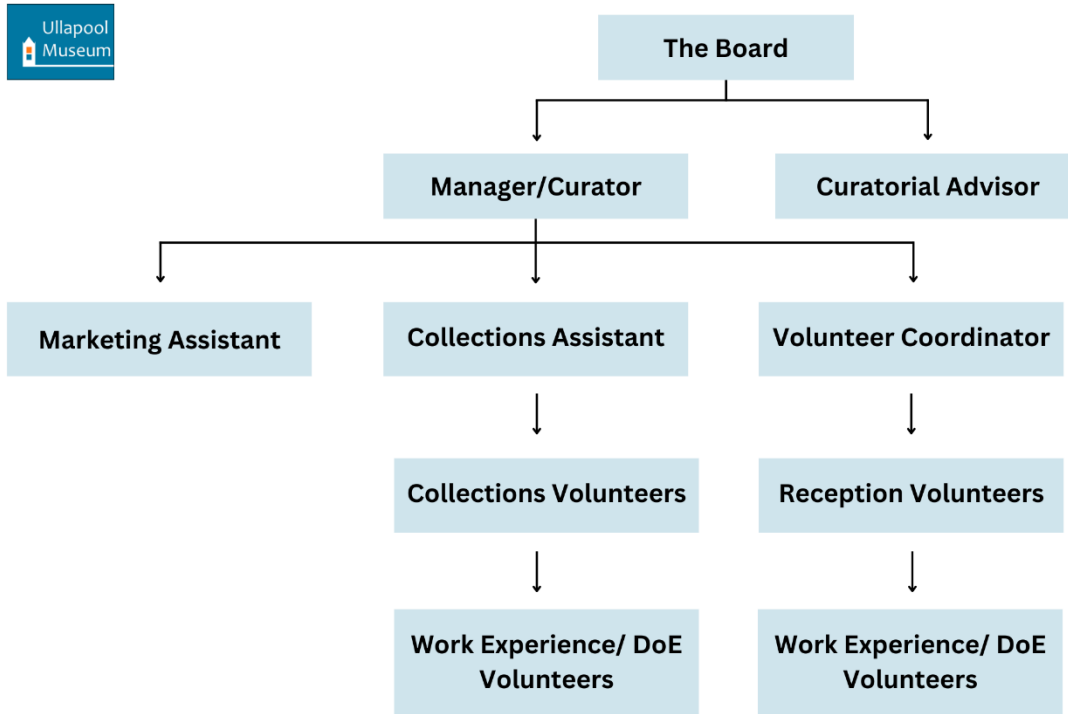 Ullapool
Museum
The Board
Manager/Curator
Curatorial Advisor
Marketing Assistant
Collections Assistant
Volunteer Coordinator
Collections Volunteers
Reception Volunteers
Work Experience/ DoE
Volunteers
Work Experience/ DoE
Volunteers